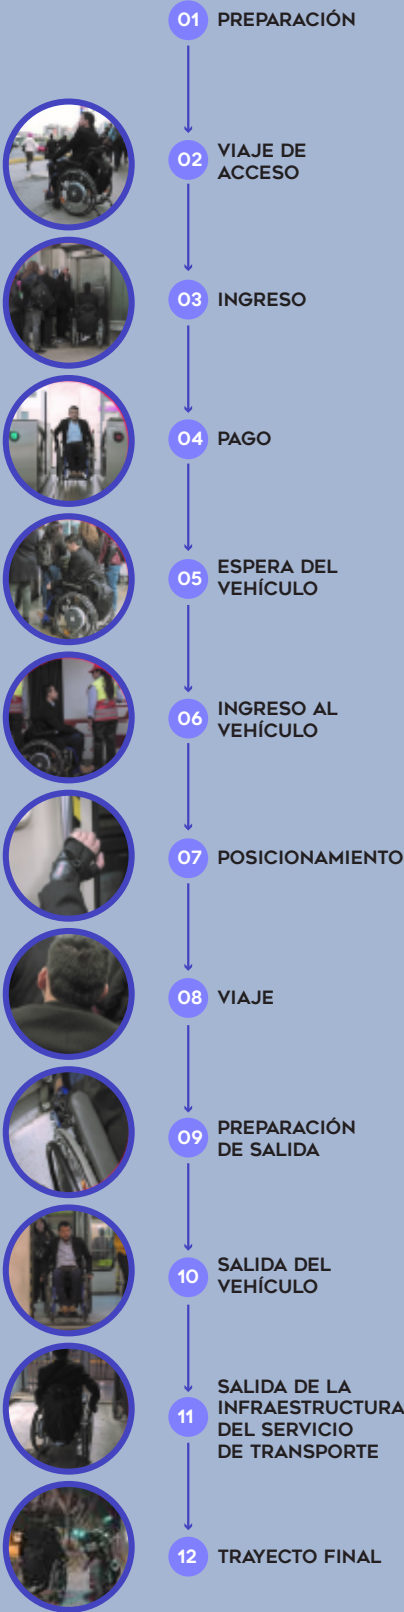 01 PREPARACIÓN
02 VIAJE DE
ACCESO
03 INGRESO
04 PAGO
05 ESPERA DEL
VEHÍCULO
06 INGRESO AL
VEHÍCULO
07 POSICIONAMIENTO
08 VIAJE
09 PREPARACIÓN
DE SALIDA
10 SALIDA DEL
VEHÍCULO
11 SALIDA DE LA
INFRAESTRUCTURA
DEL SERVICIO
DE TRANSPORTE
12 TRAYECTO FINAL